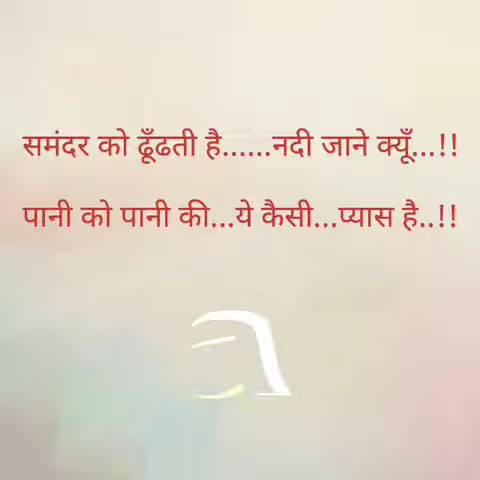 समंदर को ढूँढती है......नदी जाने क्यूँ...!!
पानी को पानी की...ये कैसी...प्यास है..!!